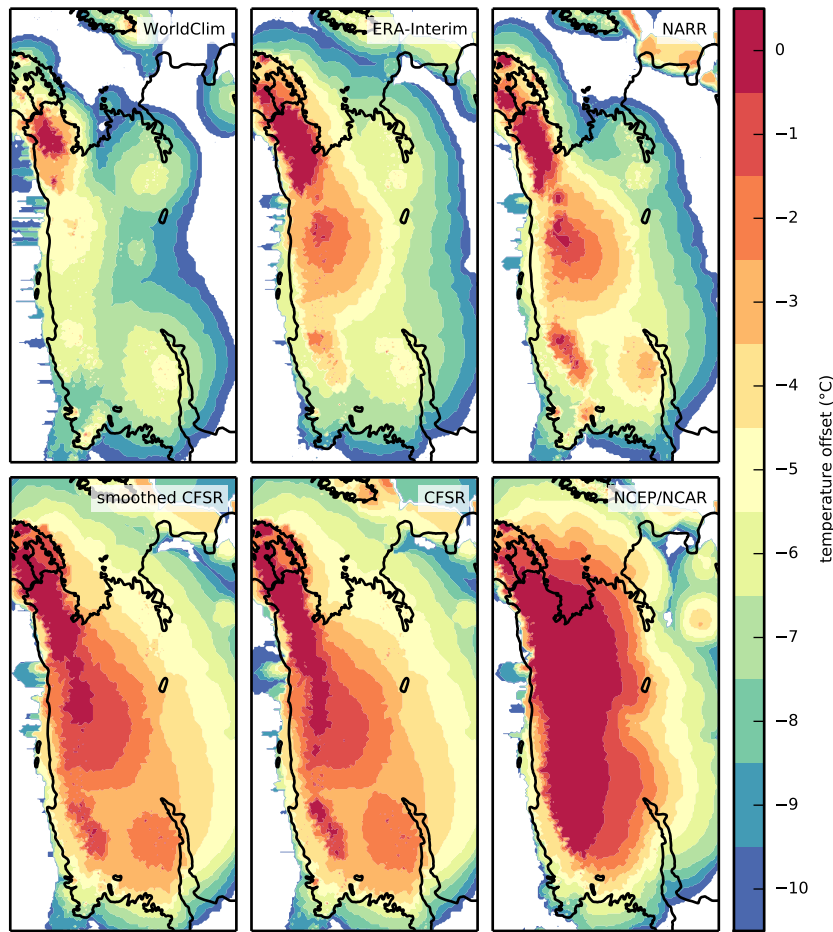 WorldClim
ERA-Interim
NARR
smoothed CFSR
CFSR
NCEP/NCAR
0
−1
−2
−3
−4
−5
−6
−7
−8
−9
−10
temperature offset (°C)